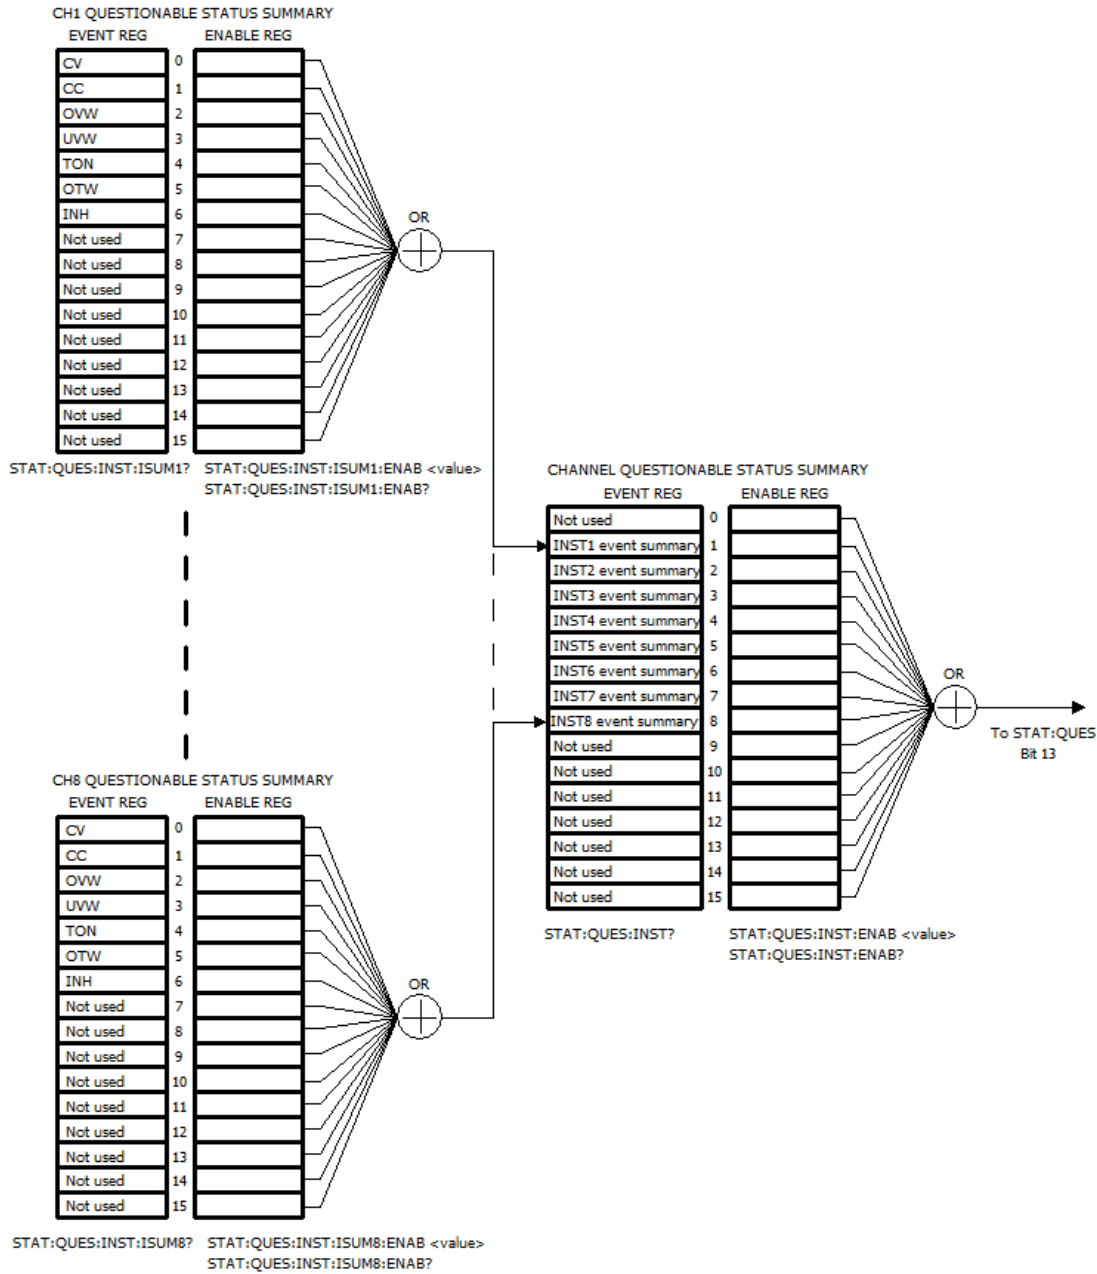 CH1 QUESTIONABLE STATUS SUMMARY
EVENT REG ENABLE REG
CV 0
CC 1
OVW 2
UVW 3
TON 4
OTW 5
INH 6
Not used 7
Not used 8
Not used 9
Not used 10
Not used 11
Not used 12
Not used 13
Not used 14
Not used 15
OR
STAT:QUES:INST:ISUM1? STAT:QUES:INST:ISUM1:ENAB <value>
STAT:QUES:INST:ISUM1:ENAB?
CHANNEL QUESTIONABLE STATUS SUMMARY
EVENT REG ENABLE REG
Not used 0
INST1 event summary 1
INST2 event summary 2
INST3 event summary 3
INST4 event summary 4
INST5 event summary 5
INST6 event summary 6
INST7 event summary 7
INST8 event summary 8
Not used 9
Not used 10
Not used 11
Not used 12
Not used 13
Not used 14
Not used 15
OR
To STAT:QUES
Bit 13
STAT:QUES:INST? STAT:QUES:INST:ENAB <value>
STAT:QUES:INST:ENAB?
CH8 QUESTIONABLE STATUS SUMMARY
EVENT REG ENABLE REG
CV 0
CC 1
OVW 2
UVW 3
TON 4
OTW 5
INH 6
Not used 7
Not used 8
Not used 9
Not used 10
Not used 11
Not used 12
Not used 13
Not used 14
Not used 15
OR
STAT:QUES:INST:ISUM8? STAT:QUES:INST:ISUM8:ENAB <value>
STAT:QUES:INST:ISUM8:ENAB?